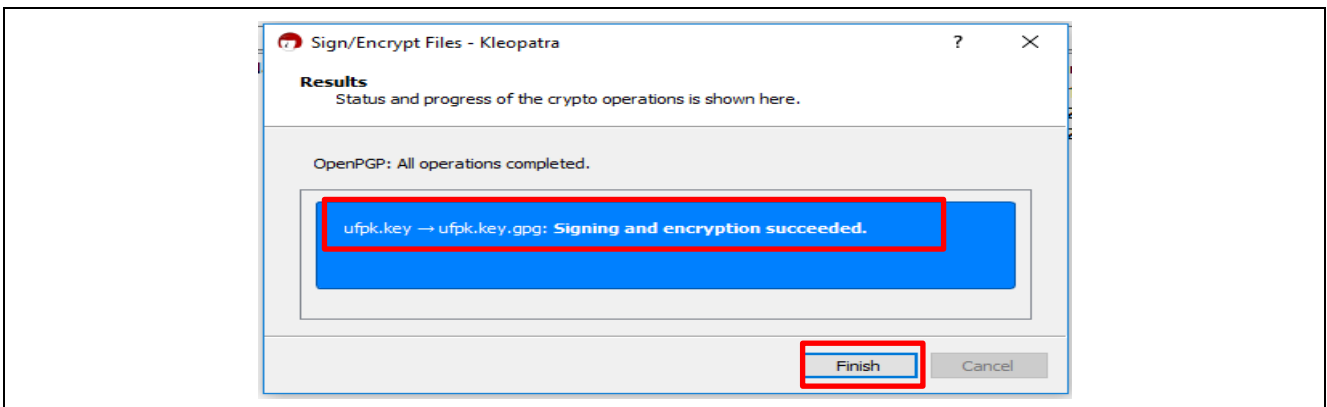 Sign/Encrypt Files - Kleopatra ?
Results
Status and progress of the crypto operations is shown here.
OpenPGP: All operations completed.
ufpk.key → ufpk.key.gpg: Signing and encryption succeeded.
Finish Cancel